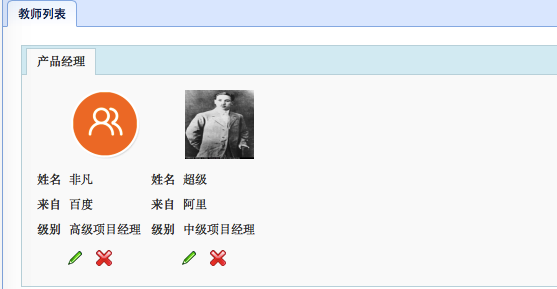 教师列表
产品经理
姓名 非凡 姓名 超级
来自 百度 来自 阿里
级别 高级项目经理 级别 中级项目经理